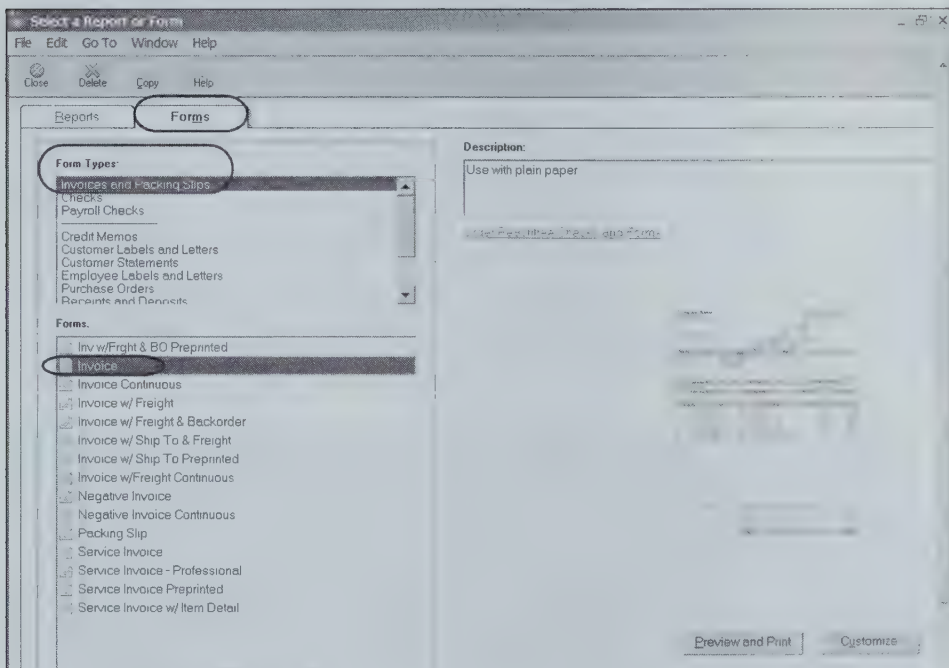 Select a Report or Form
File Edit Go To Window Help
Close Delete Copy Help
Reports Forms
Form Types:
Invoices and Packing Slips
Checks
Payroll Checks
Credit Memos
Customer Labels and Letters
Customer Statements
Employee Labels and Letters
Purchase Orders
Receipts and Deposits
Forms:
Inv w/Frght & BO Preprinted
Invoice
Invoice Continuous
Invoice w/ Freight
Invoice w/ Freight & Backorder
Invoice w/ Ship To & Freight
Invoice w/ Ship To Preprinted
Invoice w/Freight Continuous
Negative Invoice
Negative Invoice Continuous
Packing Slip
Service Invoice
Service Invoice - Professional
Service Invoice Preprinted
Service Invoice w/ Item Detail
Description:
Use with plain paper
Preview and Print Customize